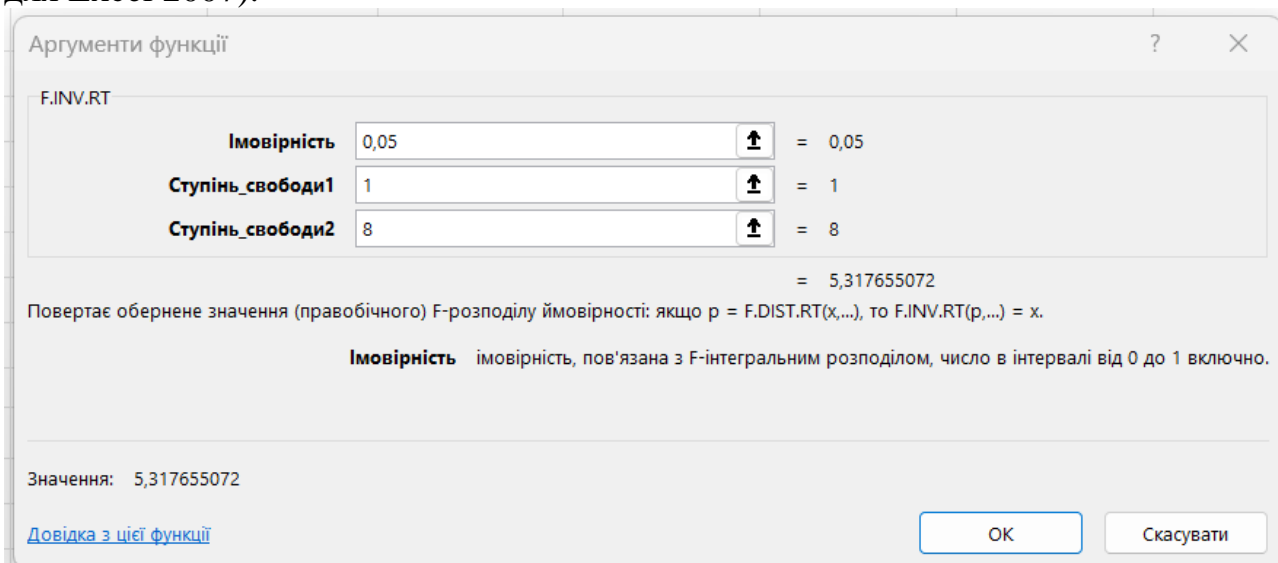 Аргументи функції ? ×
F.INV.RT
Імовірність 0,05 = 0,05
Ступінь_свободи1 1 = 1
Ступінь_свободи2 8 = 8
= 5,317655072
Повертає обернене значення (правобічного) F-розподілу ймовірності: якщо p = F.DIST.RT(x,...), то F.INV.RT(p,...) = x.
Імовірність імовірність, пов'язана з F-інтегральним розподілом, число в інтервалі від 0 до 1 включно.
Значення: 5,317655072
Довідка з цієї функції ОК Скасувати